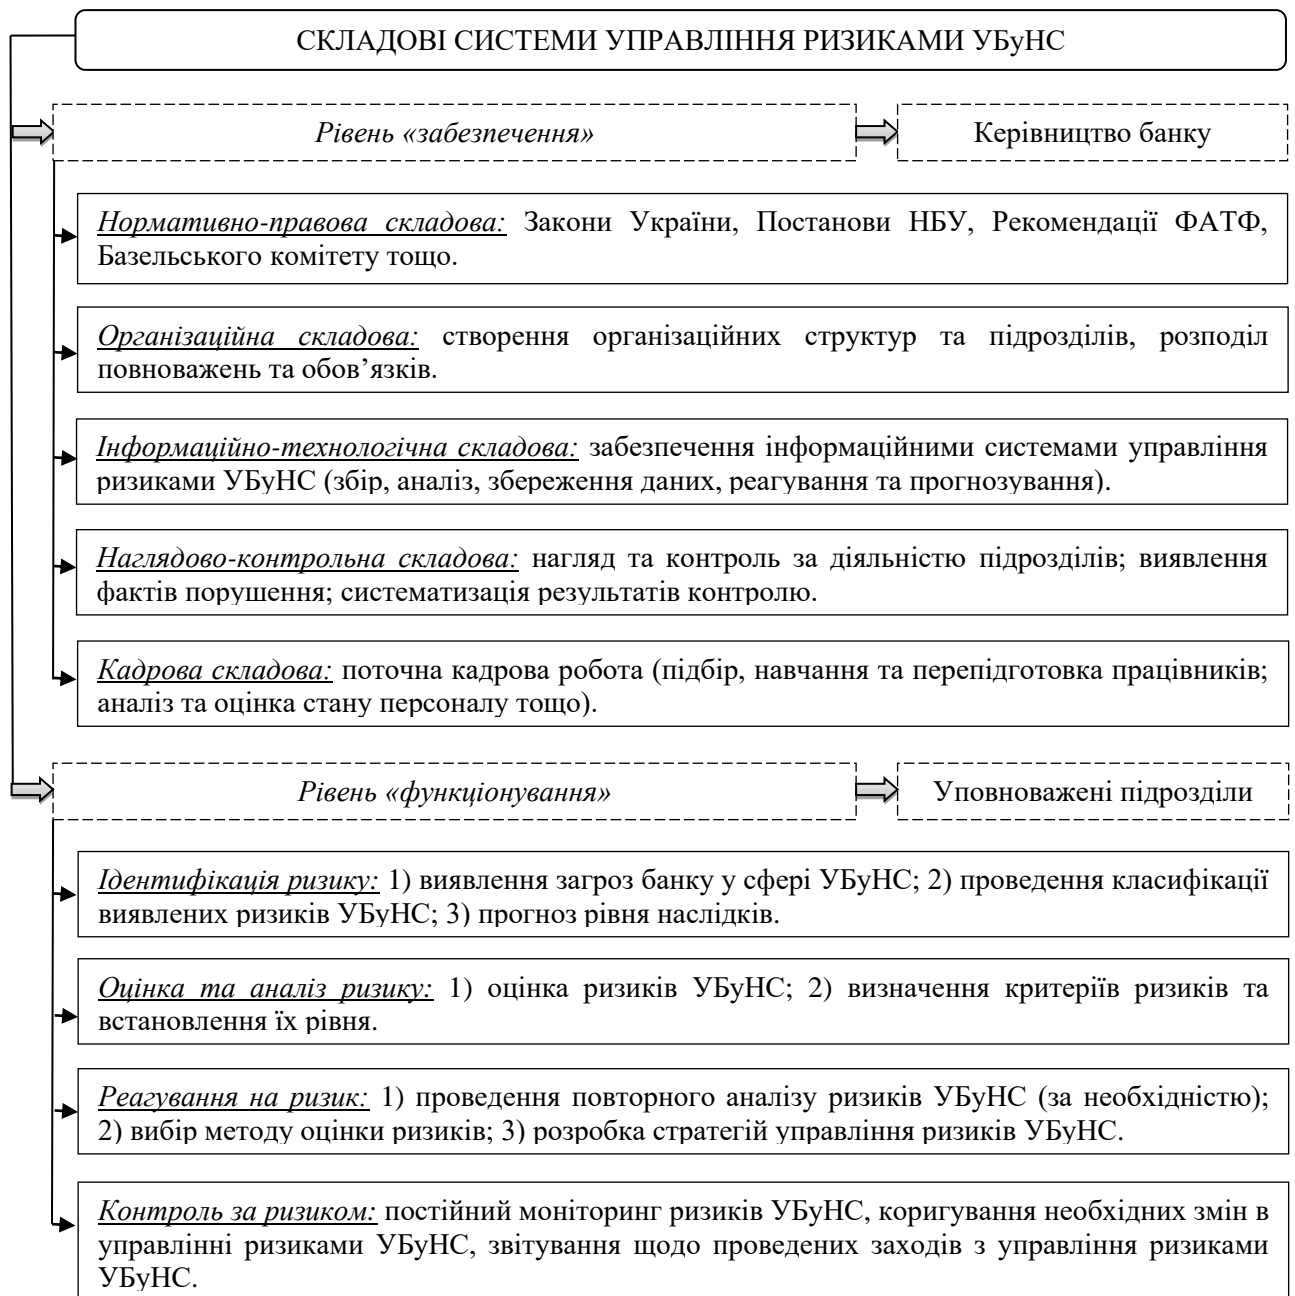 СКЛАДОВІ СИСТЕМИ УПРАВЛІННЯ РИЗИКАМИ УБуНС
Рівень «забезпечення»
Керівництво банку
Нормативно-правова складова: Закони України, Постанови НБУ, Рекомендації ФАТФ,
Базельського комітету тощо.
Організаційна складова: створення організаційних структур та підрозділів, розподіл
повноважень та обов’язків.
Інформаційно-технологічна складова: забезпечення інформаційними системами управління
ризиками УБуНС (збір, аналіз, збереження даних, реагування та прогнозування).
Наглядово-контрольна складова: нагляд та контроль за діяльністю підрозділів; виявлення
фактів порушення; систематизація результатів контролю.
Кадрова складова: поточна кадрова робота (підбір, навчання та перепідготовка працівників;
аналіз та оцінка стану персоналу тощо).
Рівень «функціонування»
Уповноважені підрозділи
Ідентифікація ризику: 1) виявлення загроз банку у сфері УБуНС; 2) проведення класифікації
виявлених ризиків УБуНС; 3) прогноз рівня наслідків.
Оцінка та аналіз ризику: 1) оцінка ризиків УБуНС; 2) визначення критеріїв ризиків та
встановлення їх рівня.
Реагування на ризик: 1) проведення повторного аналізу ризиків УБуНС (за необхідністю);
2) вибір методу оцінки ризиків; 3) розробка стратегій управління ризиків УБуНС.
Контроль за ризиком: постійний моніторинг ризиків УБуНС, коригування необхідних змін в
управлінні ризиками УБуНС, звітування щодо проведених заходів з управління ризиками
УБуНС.